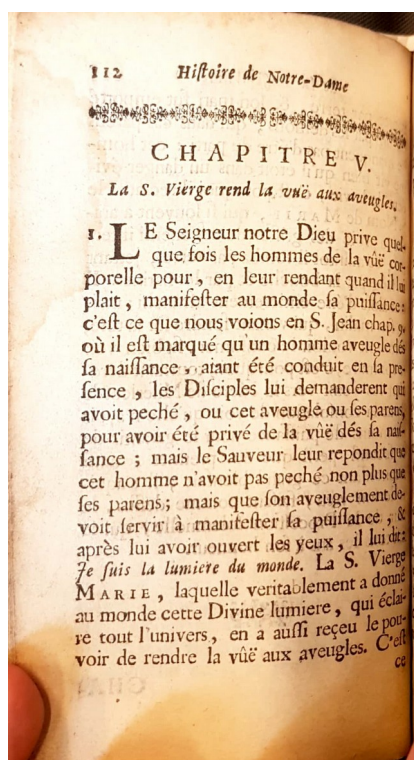 112 Hiſtoire de Notre-Dame
CHAPITRE V.
La S. Vierge rend la vuë aux aveugles.
1. LE Seigneur notre Dieu prive quel-
que fois les hommes de la vûë cor-
porelle pour, en leur rendant quand il lui
plait, manifeſter au monde ſa puiſſance:
c'eſt ce que nous voions en S. Jean chap. 9,
où il eſt marqué qu'un homme aveugle dés
ſa naiſſance, aiant été conduit en ſa pre-
ſence, les Diſciples lui demanderent qui
avoit peché, ou cet aveugle ou ſes parens,
pour avoir été privé de la vûë dés ſa naiſ-
ſance; mais le Sauveur leur repondit que
cet homme n'avoit pas peché non plus que
ſes parens; mais que ſon aveuglement de-
voit ſervir à manifeſter ſa puiſſance, &
après lui avoir ouvert les yeux, il lui dit:
Je ſuis la lumiere du monde. La S. Vierge
MARIE, laquelle veritablement a donné
au monde cette Divine lumiere, qui éclai-
re tout l'univers, en a auſſi reçeu le pou-
voir de rendre la vûë aux aveugles. C'eſt
ce